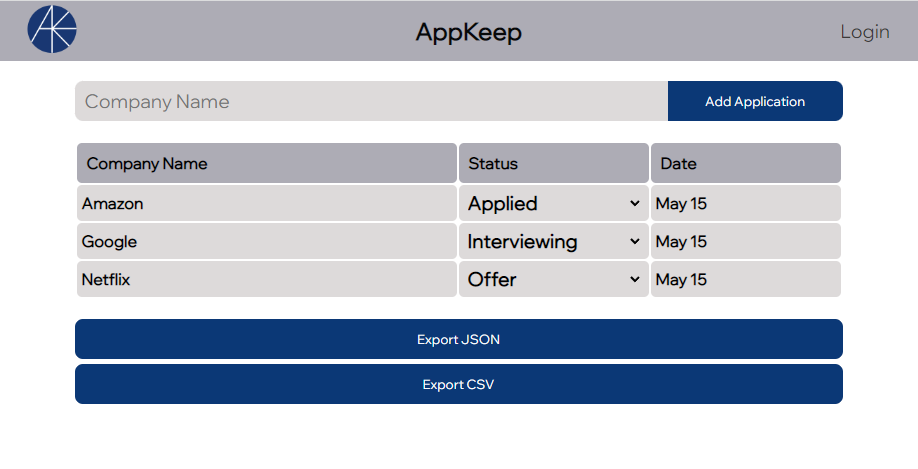 AK AppKeep Login
Company Name Add Application
Company Name Status Date
Amazon Applied May 15
Google Interviewing May 15
Netflix Offer May 15
Export JSON
Export CSV